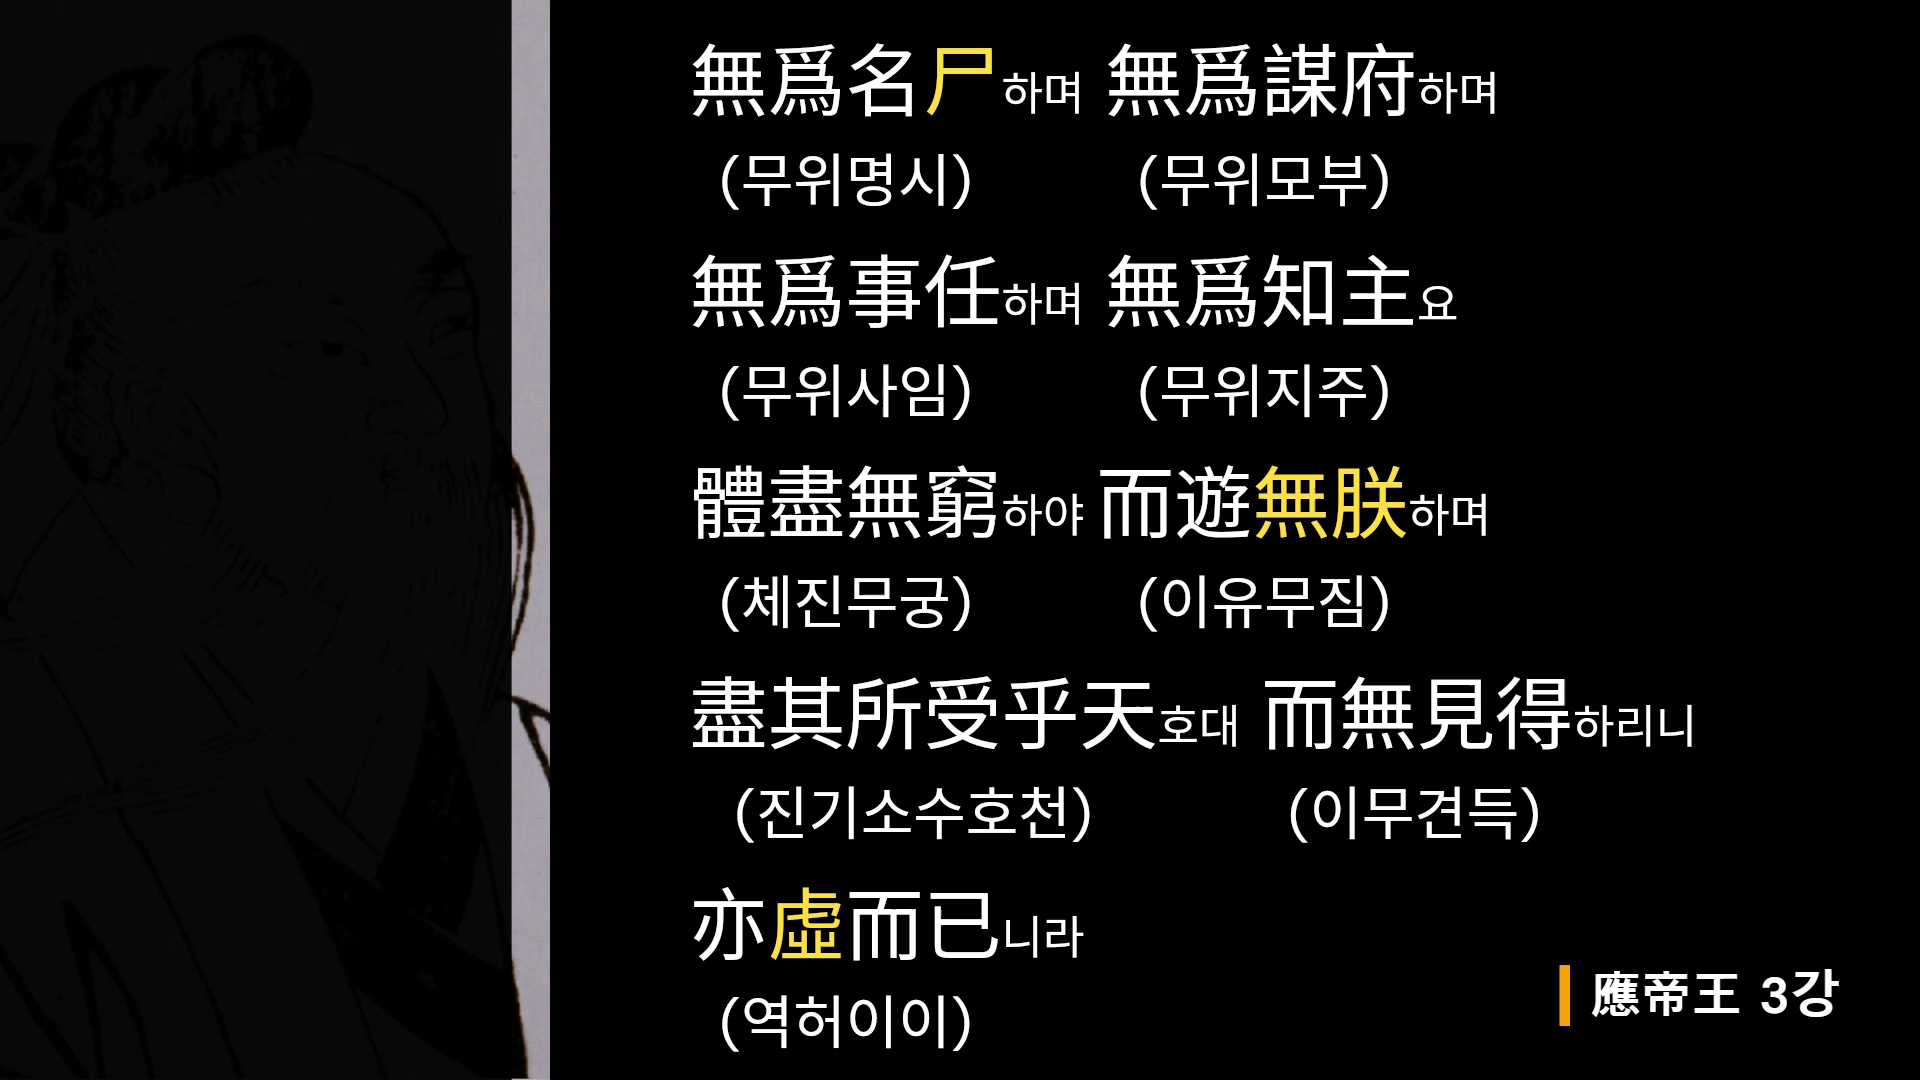 無爲名尸하며 無爲謀府하며
(무위명시) (무위모부)
無爲事任하며 無爲知主요
(무위사임) (무위지주)
體盡無窮하야 而遊無朕하며
(체진무궁) (이유무짐)
盡其所受乎天호대 而無見得하리니
(진기소수호천) (이무견득)
亦虛而已니라
(역허이이)
應帝王 3강